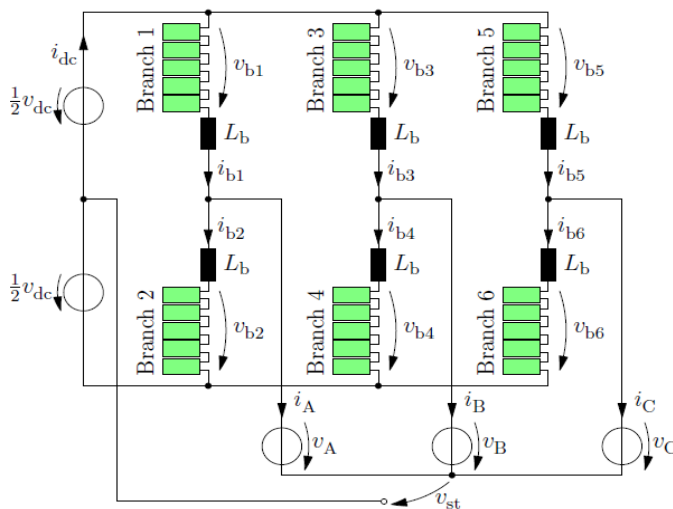 i_dc
½v_dc
Branch 1
v_b1
L_b
i_b1
Branch 3
v_b3
L_b
i_b3
Branch 5
v_b5
L_b
i_b5
½v_dc
i_b2
L_b
Branch 2
v_b2
i_b4
L_b
Branch 4
v_b4
i_b6
L_b
Branch 6
v_b6
i_A
v_A
i_B
v_B
i_C
v_C
v_st